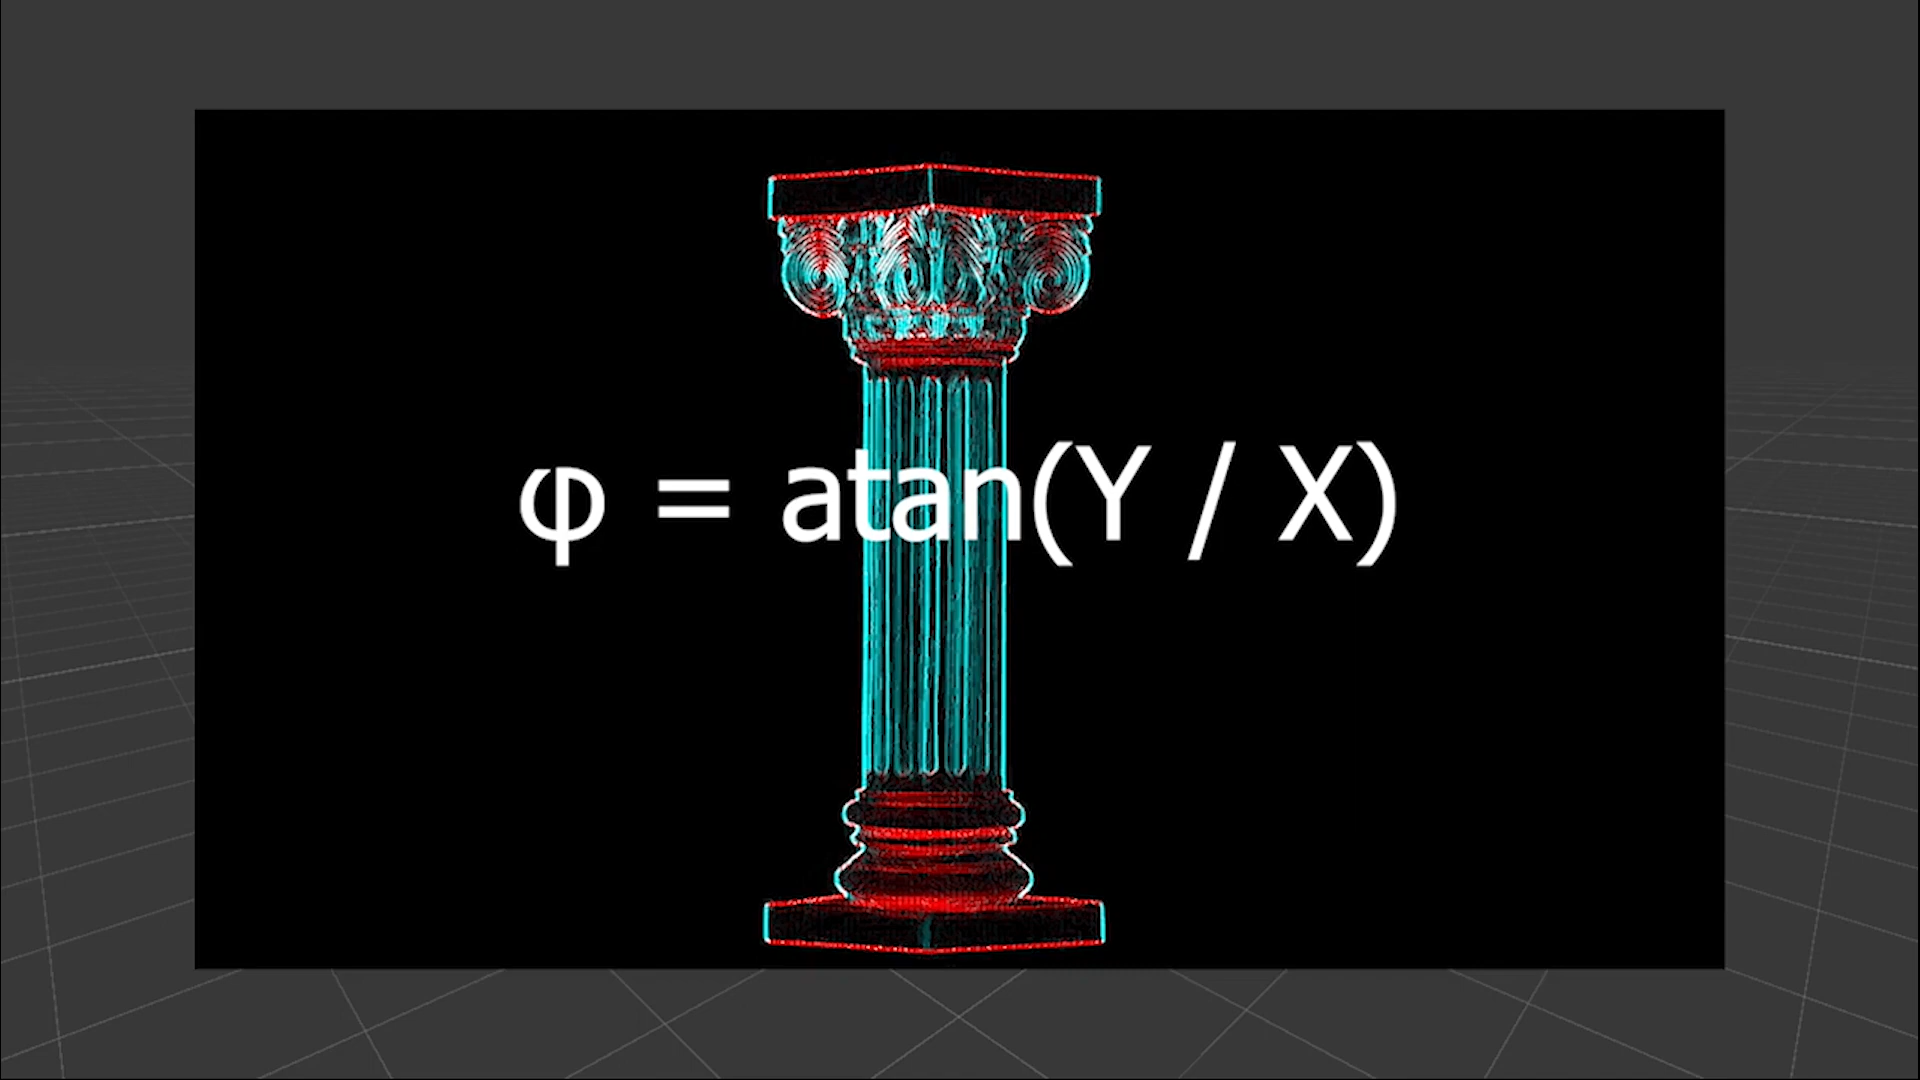 φ = atan(Y / X)